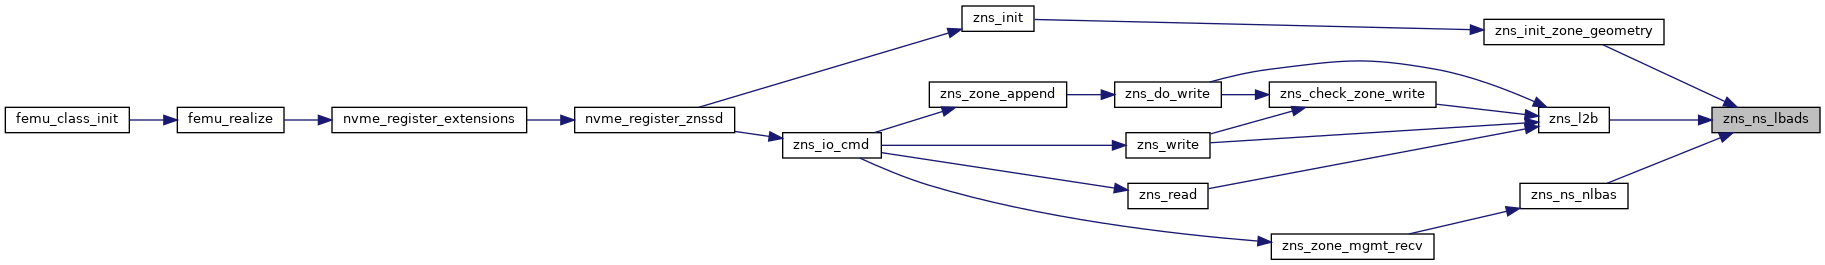 zns_init
zns_init_zone_geometry
zns_zone_append
zns_do_write
zns_check_zone_write
femu_class_init
femu_realize
nvme_register_extensions
nvme_register_znssd
zns_l2b
zns_ns_lbads
zns_io_cmd
zns_write
zns_read
zns_ns_nlbas
zns_zone_mgmt_recv